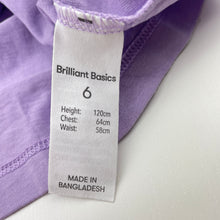 Brilliant Basics
6
Height: 120cm
Chest: 64cm
Waist: 58cm
MADE IN
BANGLADESH